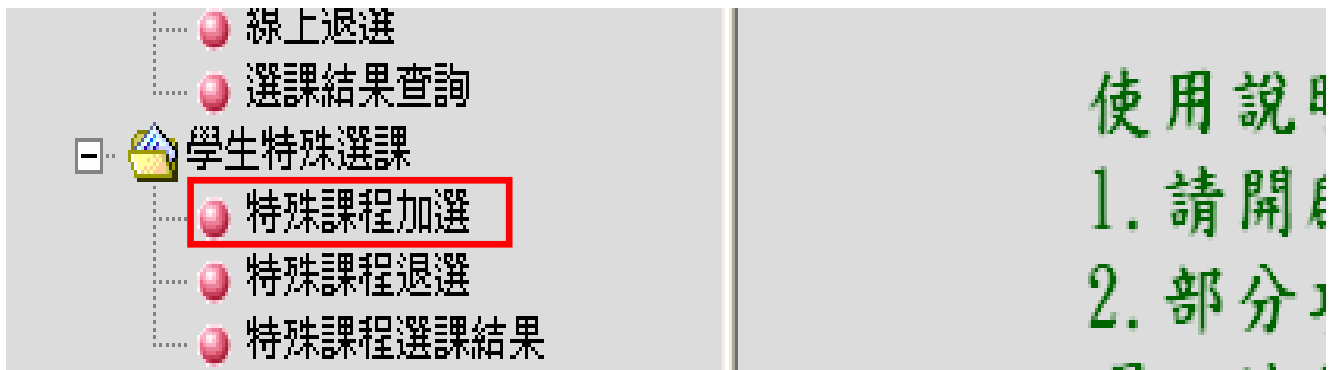 線上退選
選課結果查詢
學生特殊選課
特殊課程加選
特殊課程退選
特殊課程選課結果
使用說
1.請開
2.部分